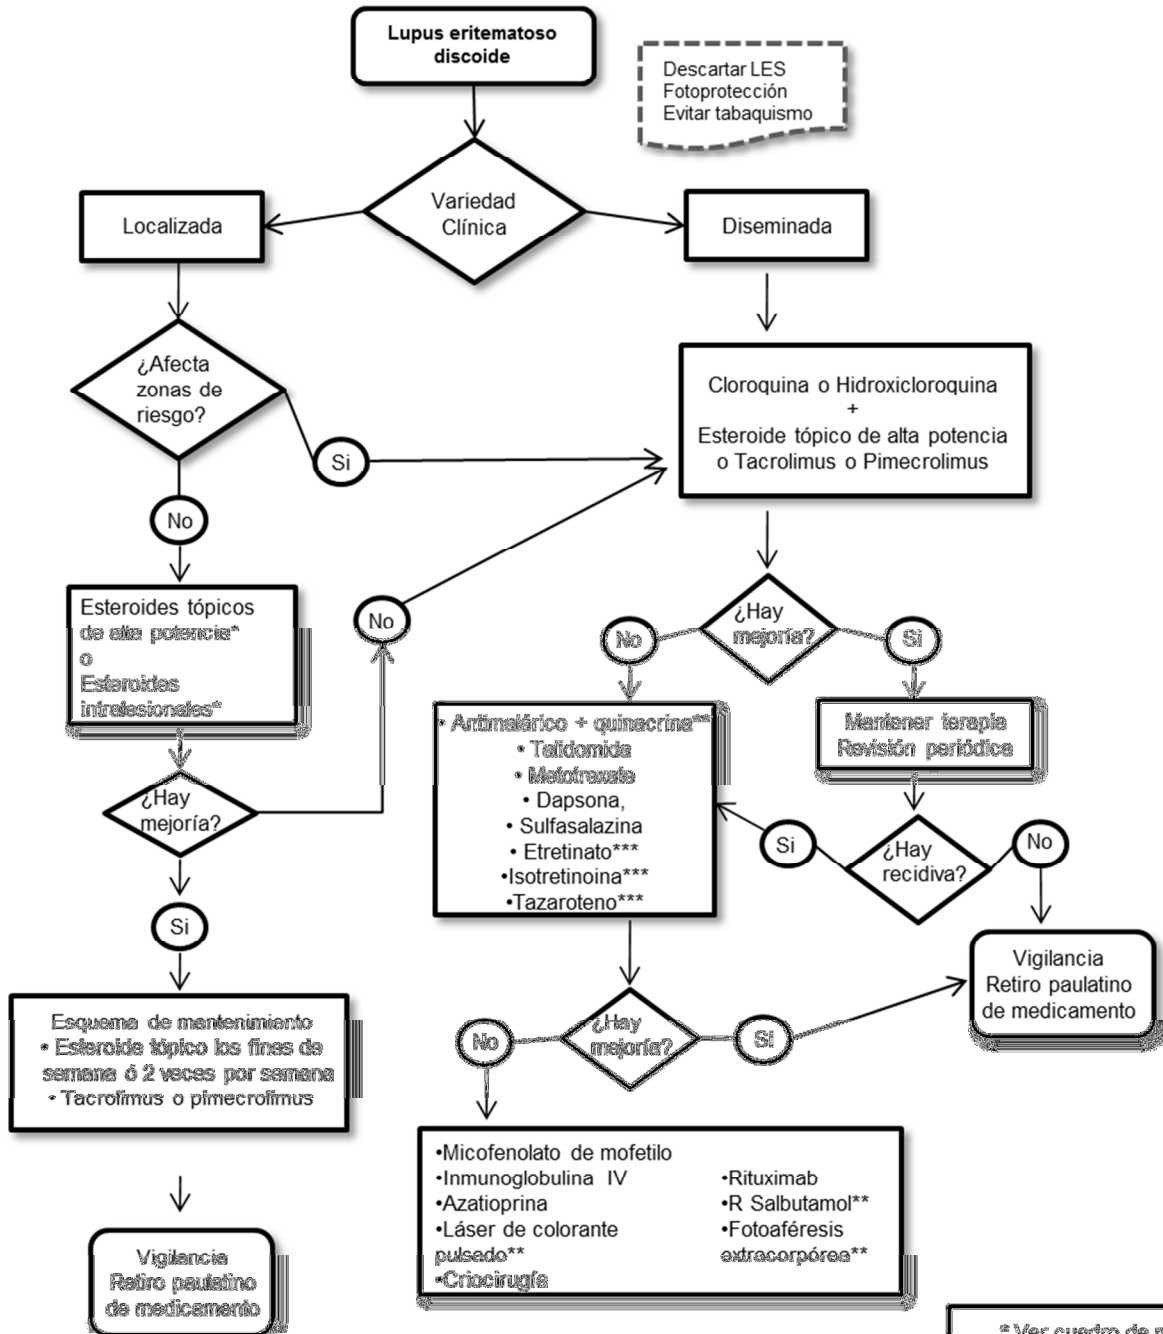 Lupus eritematoso
discoide
Descartar LES
Fotoprotección
Evitar tabaquismo
Variedad
Clínica
Localizada
Diseminada
¿Afecta
zonas de
riesgo?
Si
No
Cloroquina o Hidroxicloroquina
+
Esteroide tópico de alta potencia
o Tacrolimus o Pimecrolimus
Esteroides tópicos
de alta potencia*
o
Esteroides
intralesionales*
No
¿Hay
mejoría?
No
Si
• Antimalárico + quinacrina**
• Talidomida
• Metotrexate
• Dapsona,
• Sulfasalazina
• Etretinato***
•Isotretinoina***
•Tazaroteno***
Mantener terapia
Revisión periódica
¿Hay
mejoría?
¿Hay
recidiva?
Si
No
Si
Vigilancia
Retiro paulatino
de medicamento
Esquema de mantenimiento
• Esteroide tópico los fines de
semana ó 2 veces por semana
• Tacrolimus o pimecrolimus
¿Hay
mejoría?
No
Si
•Micofenolato de mofetilo
•Inmunoglobulina IV
•Azatioprina
•Láser de colorante
pulsado**
•Criocirugía
•Rituximab
•R Salbutamol**
•Fotoaféresis
extracorpórea**
Vigilancia
Retiro paulatino
de medicamento
* Ver cuadro de